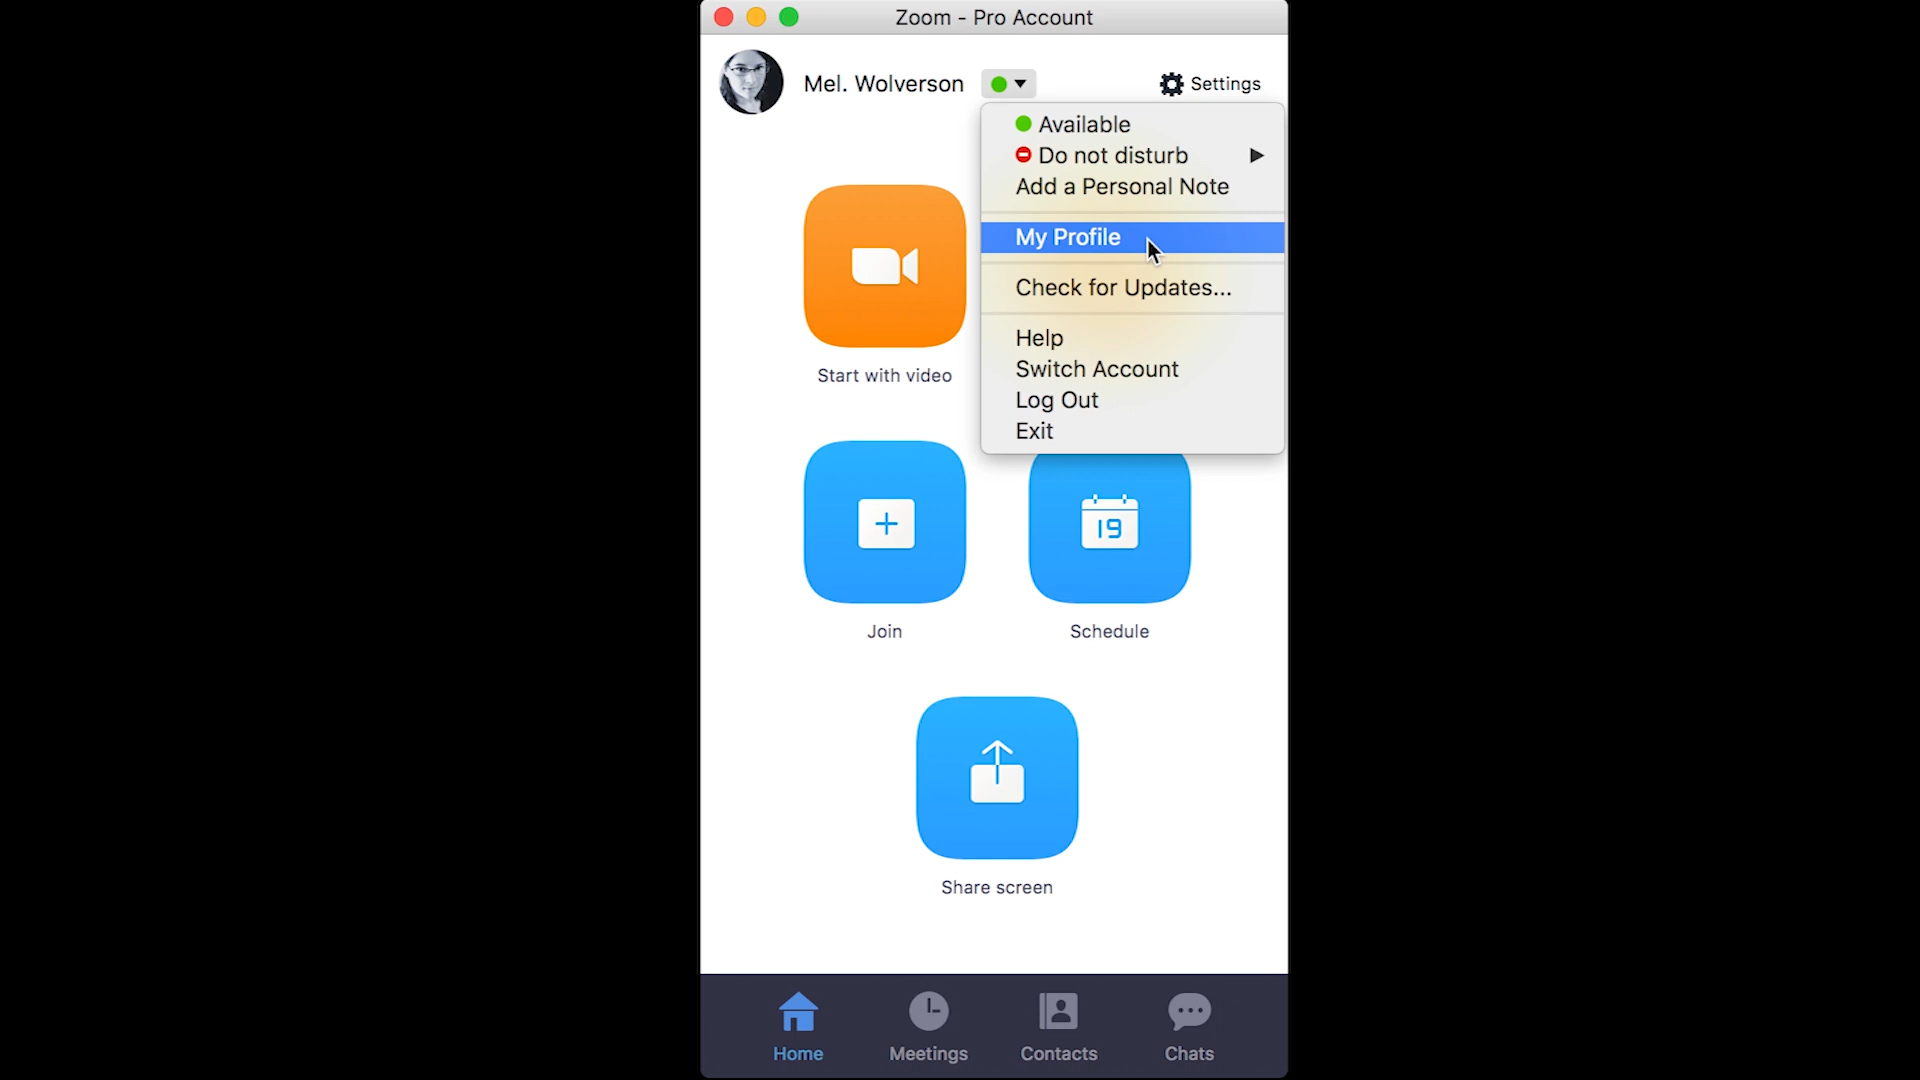 Zoom - Pro Account
Mel. Wolverson
Settings
Available
Do not disturb
Add a Personal Note
My Profile
Check for Updates...
Help
Switch Account
Log Out
Exit
Start with video
19
Join
Schedule
Share screen
Home
Meetings
Contacts
Chats